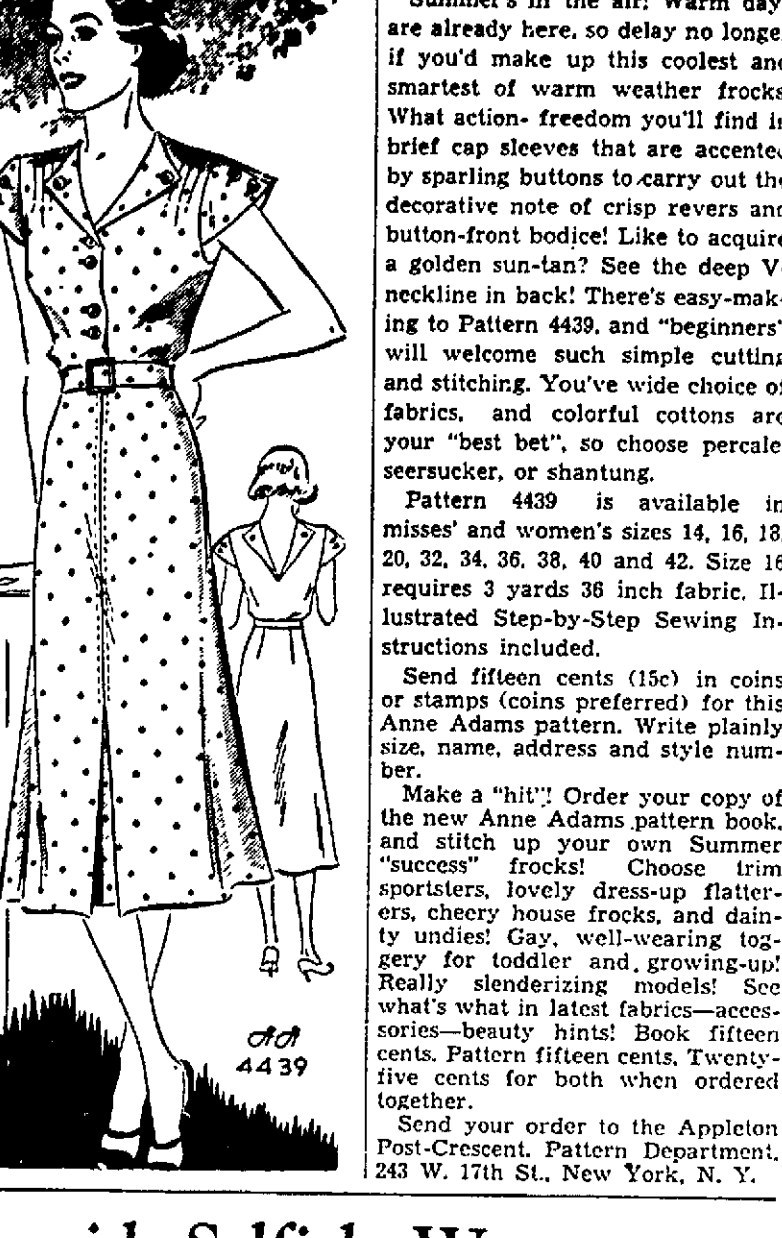 Summer's in the air! Warm day
are already here, so delay no longe
if you'd make up this coolest an
smartest of warm weather frocks
What action- freedom you'll find i
brief cap sleeves that are accente
by sparling buttons to carry out th
decorative note of crisp revers an
button-front bodice! Like to acquir
a golden sun-tan? See the deep V-
neckline in back! There's easy-mak-
ing to Pattern 4439, and "beginners"
will welcome such simple cutting
and stitching. You've wide choice of
fabrics, and colorful cottons are
your "best bet", so choose percale,
seersucker, or shantung.
Pattern 4439 is available in
misses' and women's sizes 14, 16, 18,
20, 32, 34, 36, 38, 40 and 42. Size 16
requires 3 yards 36 inch fabric. Il-
lustrated Step-by-Step Sewing In-
structions included.
Send fifteen cents (15c) in coins
or stamps (coins preferred) for this
Anne Adams pattern. Write plainly
size, name, address and style num-
ber.
Make a "hit"! Order your copy of
the new Anne Adams pattern book,
and stitch up your own Summer
"success" frocks! Choose trim
sportsters, lovely dress-up flatter-
ers, cheery house frocks, and dain-
ty undies! Gay, well-wearing tog-
gery for toddler and growing-up!
Really slenderizing models! See
what's what in latest fabrics—acces-
sories—beauty hints! Book fifteen
cents. Pattern fifteen cents. Twenty-
five cents for both when ordered
together.
Send your order to the Appleton
Post-Crescent, Pattern Department,
243 W. 17th St., New York, N. Y.
AA
4439